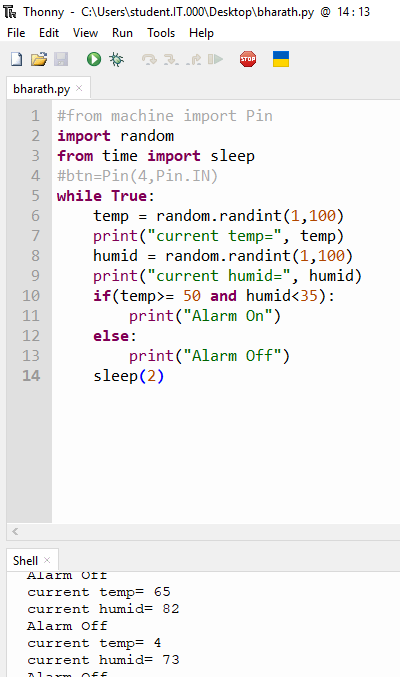 Thonny - C:\Users\student.IT.000\Desktop\bharath.py @ 14:13
File Edit View Run Tools Help
STOP
bharath.py ×
1 #from machine import Pin
2 import random
3 from time import sleep
4 #btn=Pin(4,Pin.IN)
5 while True:
6     temp = random.randint(1,100)
7     print("current temp=", temp)
8     humid = random.randint(1,100)
9     print("current humid=", humid)
10     if(temp>= 50 and humid<35):
11         print("Alarm On")
12     else:
13         print("Alarm Off")
14     sleep(2)
Shell ×
Alarm Off
current temp= 65
current humid= 82
Alarm Off
current temp= 4
current humid= 73
Alarm Off